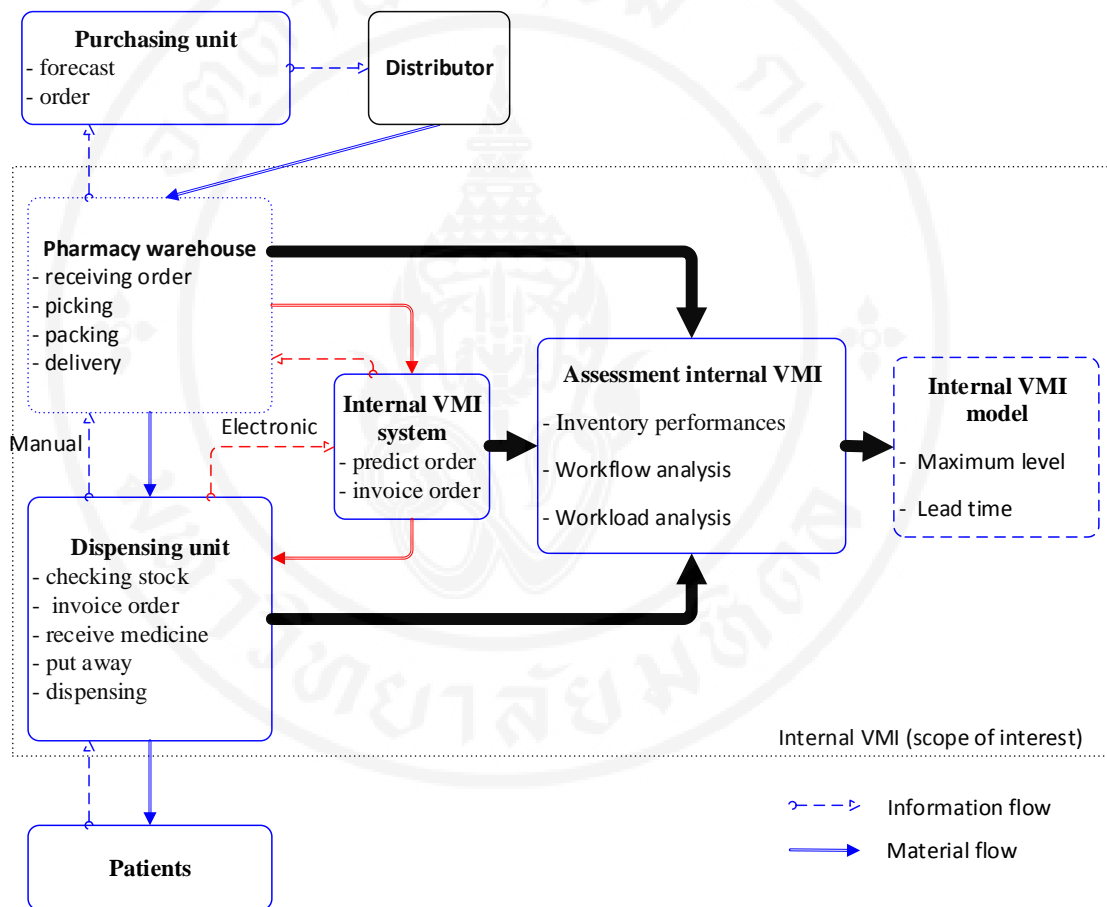 Purchasing unit
- forecast
- order
Distributor
Pharmacy warehouse
- receiving order
- picking
- packing
- delivery
Manual
Electronic
Internal VMI
system
- predict order
- invoice order
Assessment internal VMI
- Inventory performances
- Workflow analysis
- Workload analysis
Internal VMI
model
- Maximum level
- Lead time
Dispensing unit
- checking stock
- invoice order
- receive medicine
- put away
- dispensing
Internal VMI (scope of interest)
Patients
Information flow
Material flow